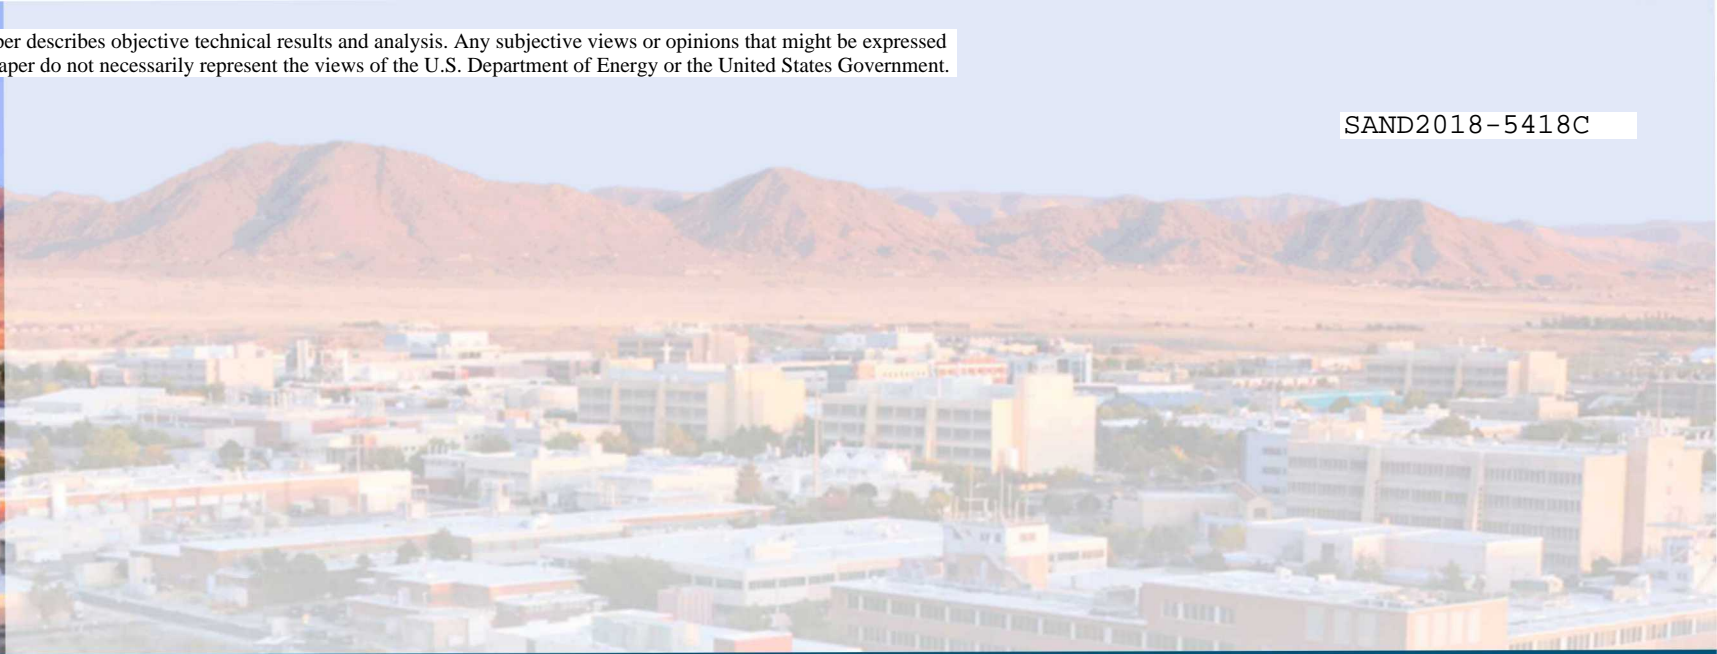 per describes objective technical results and analysis. Any subjective views or opinions that might be expressed
aper do not necessarily represent the views of the U.S. Department of Energy or the United States Government.
SAND2018-5418C